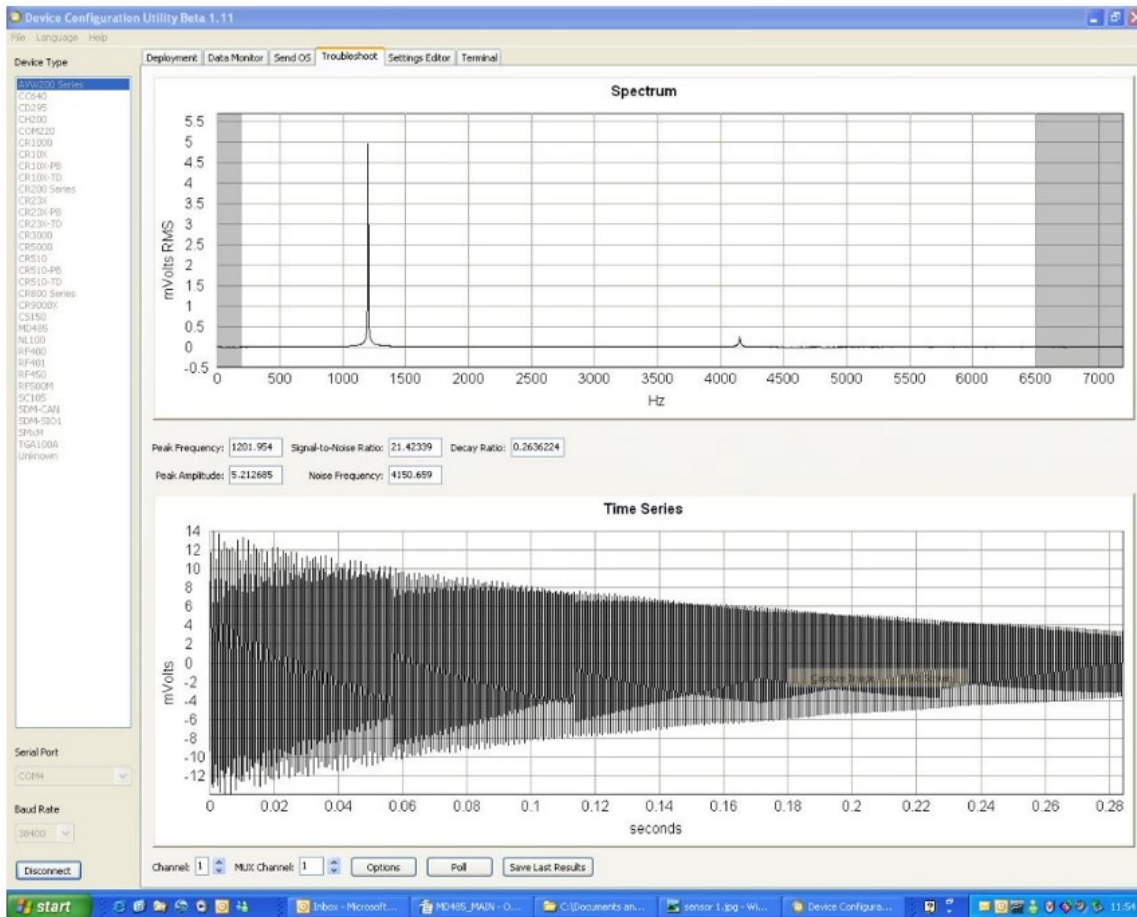 Device Configuration Utility Beta 1.11
File Language Help
Device Type
Deployment Data Monitor Send OS Troubleshoot Settings Editor Terminal
AVW200 Series
CC640
CD295
CH200
COM220
CR1000
CR10X
CR10X-PB
CR10X-TD
CR200 Series
CR23X
CR23X-PB
CR23X-TD
CR3000
CR5000
CR510
CR510-PB
CR510-TD
CR800 Series
CR9000X
CS150
MD485
NL100
RF400
RF401
RF450
RF500M
SC105
SDM-CAN
SDM-SIO1
SMxM
TGA100A
Unknown
Serial Port
COM4
Baud Rate
38400
Disconnect
Spectrum
5.5
5
4.5
4
3.5
3
2.5
2
1.5
1
0.5
0
-0.5
mVolts RMS
0 500 1000 1500 2000 2500 3000 3500 4000 4500 5000 5500 6000 6500 7000
Hz
Peak Frequency: 1201.954 Signal-to-Noise Ratio: 21.42339 Decay Ratio: 0.2636224
Peak Amplitude: 5.212685 Noise Frequency: 4150.659
Time Series
14
12
10
8
6
4
2
0
-2
-4
-6
-8
-10
-12
mVolts
Capture Image Print Screen
0 0.02 0.04 0.06 0.08 0.1 0.12 0.14 0.16 0.18 0.2 0.22 0.24 0.26 0.28
seconds
Channel: 1 MUX Channel: 1 Options Poll Save Last Results
start Inbox - Microsoft... MD485_MAIN - O... C:\Documents an... sensor 1.jpg - Wi... Device Configura... 11:54